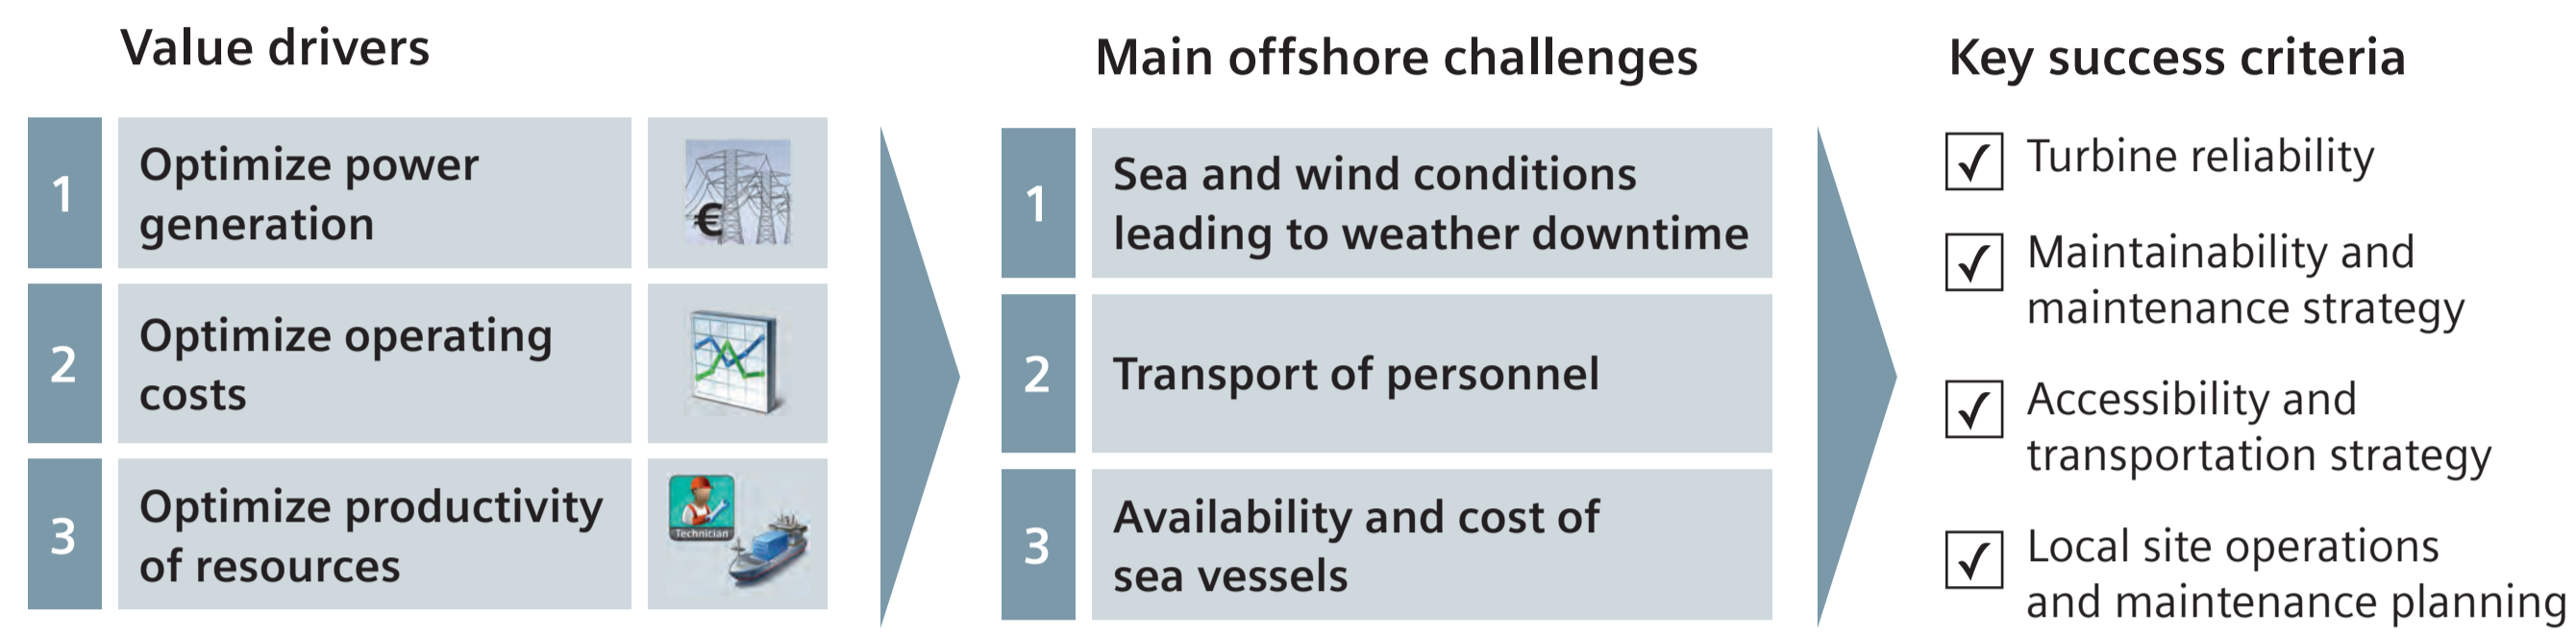 Value drivers
1
Optimize power
generation
€
2
Optimize operating
costs
3
Optimize productivity
of resources
Technician
Main offshore challenges
1
Sea and wind conditions
leading to weather downtime
2
Transport of personnel
3
Availability and cost of
sea vessels
Key success criteria
Turbine reliability
Maintainability and
maintenance strategy
Accessibility and
transportation strategy
Local site operations
and maintenance planning